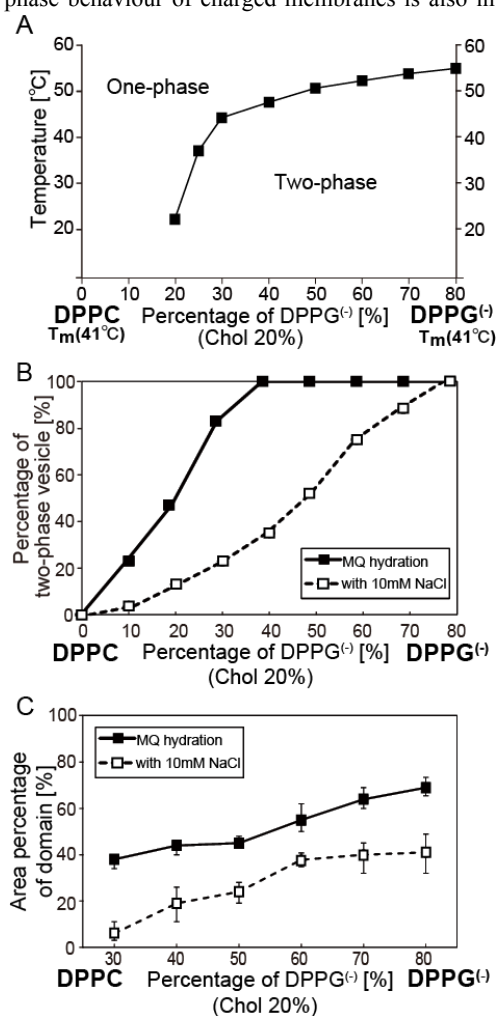 phase behaviour of charged membranes is also in
A
60
50
40
30
20
60
50
40
30
20
Temperature [℃]
One-phase
Two-phase
0 10 20 30 40 50 60 70 80
DPPC Percentage of DPPG(-) [%] DPPG(-)
Tm(41℃) (Chol 20%) Tm(41℃)
B
100
80
60
40
20
0
Percentage of
two-phase vesicle [%]
MQ hydration
with 10mM NaCl
0 10 20 30 40 50 60 70 80
DPPC Percentage of DPPG(-) [%] DPPG(-)
(Chol 20%)
C
100
80
60
40
20
0
Area percentage
of domain [%]
MQ hydration
with 10mM NaCl
30 40 50 60 70 80
DPPC Percentage of DPPG(-) [%] DPPG(-)
(Chol 20%)